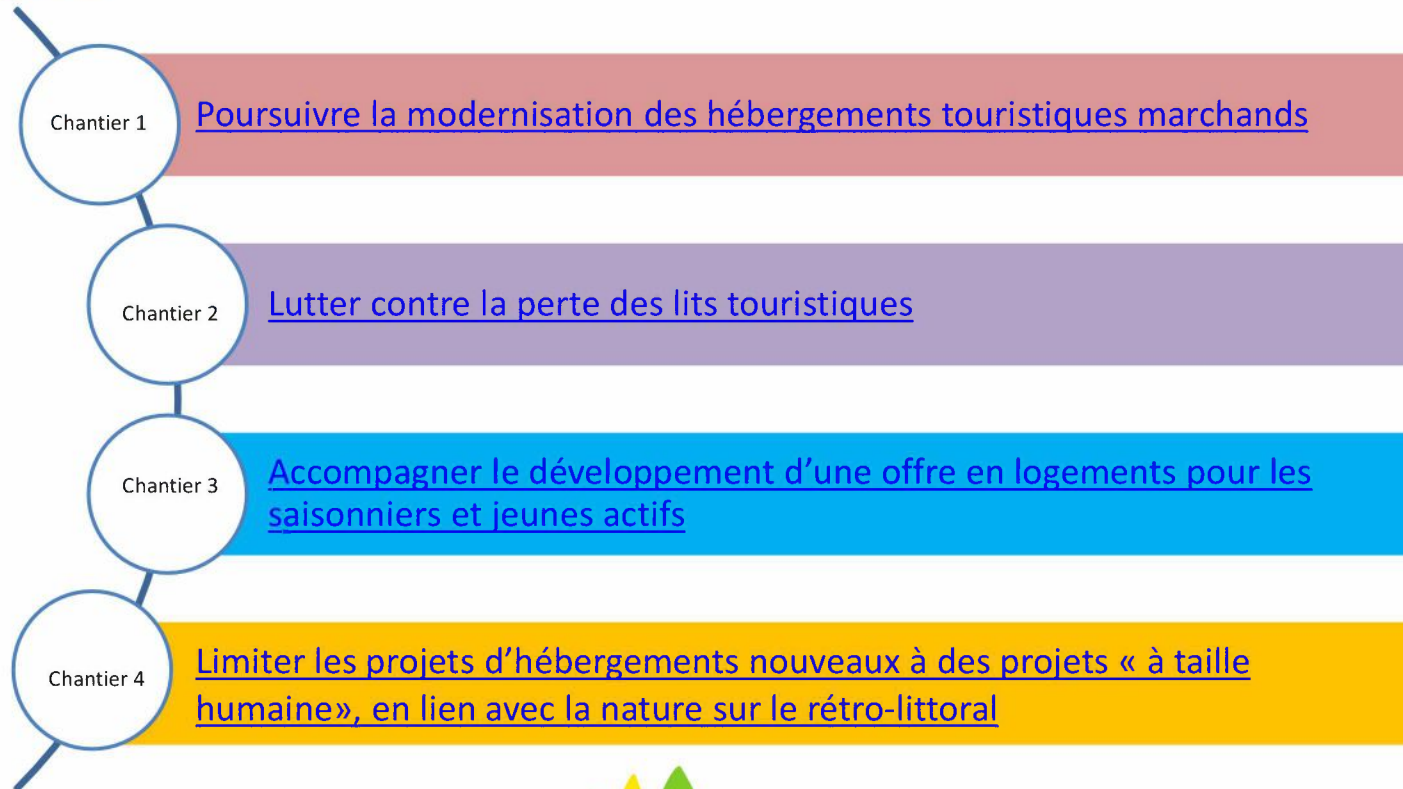 Chantier 1
Poursuivre la modernisation des hébergements touristiques marchands
Chantier 2
Lutter contre la perte des lits touristiques
Chantier 3
Accompagner le développement d’une offre en logements pour les
saisonniers et jeunes actifs
Chantier 4
Limiter les projets d’hébergements nouveaux à des projets « à taille
humaine», en lien avec la nature sur le rétro-littoral